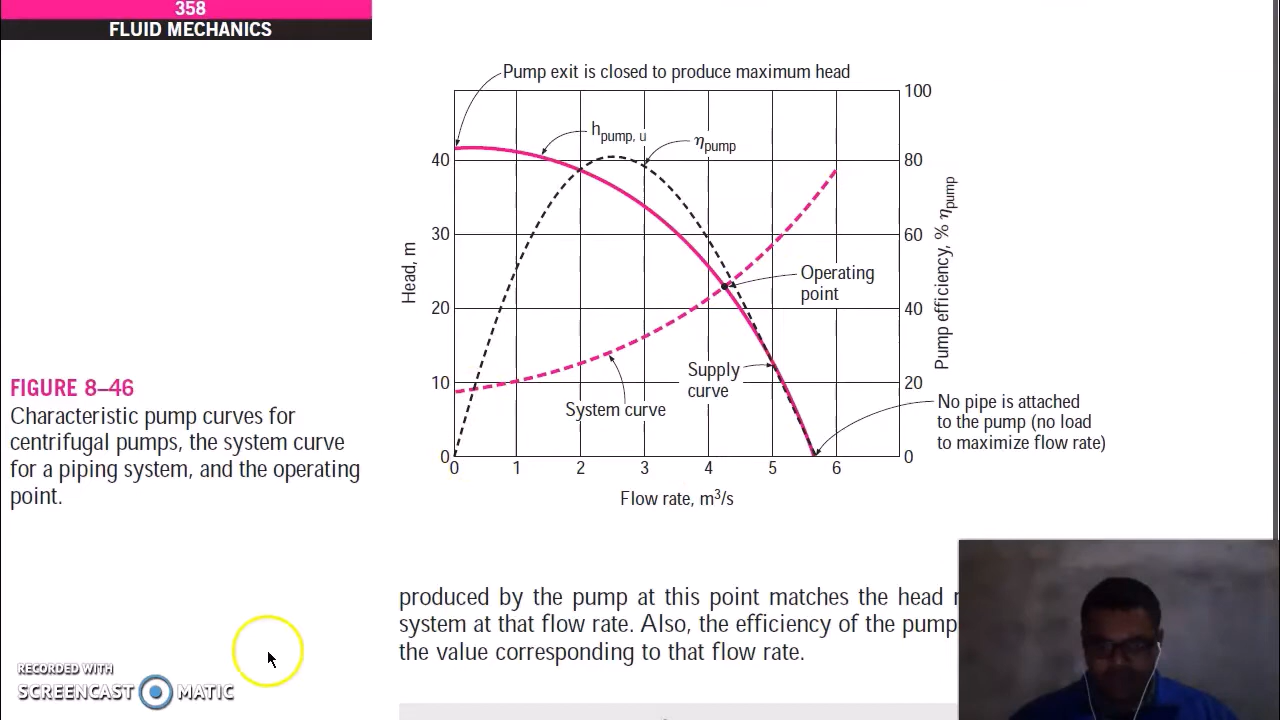 358
FLUID MECHANICS
Pump exit is closed to produce maximum head
h_pump, u
η_pump
100
80
60
40
20
0
40
30
20
10
0
Head, m
Pump efficiency, % η_pump
Operating
point
Supply
curve
System curve
No pipe is attached
to the pump (no load
to maximize flow rate)
0 1 2 3 4 5 6
Flow rate, m³/s
FIGURE 8–46
Characteristic pump curves for
centrifugal pumps, the system curve
for a piping system, and the operating
point.
produced by the pump at this point matches the head
system at that flow rate. Also, the efficiency of the pump
the value corresponding to that flow rate.
RECORDED WITH
SCREENCAST MATIC